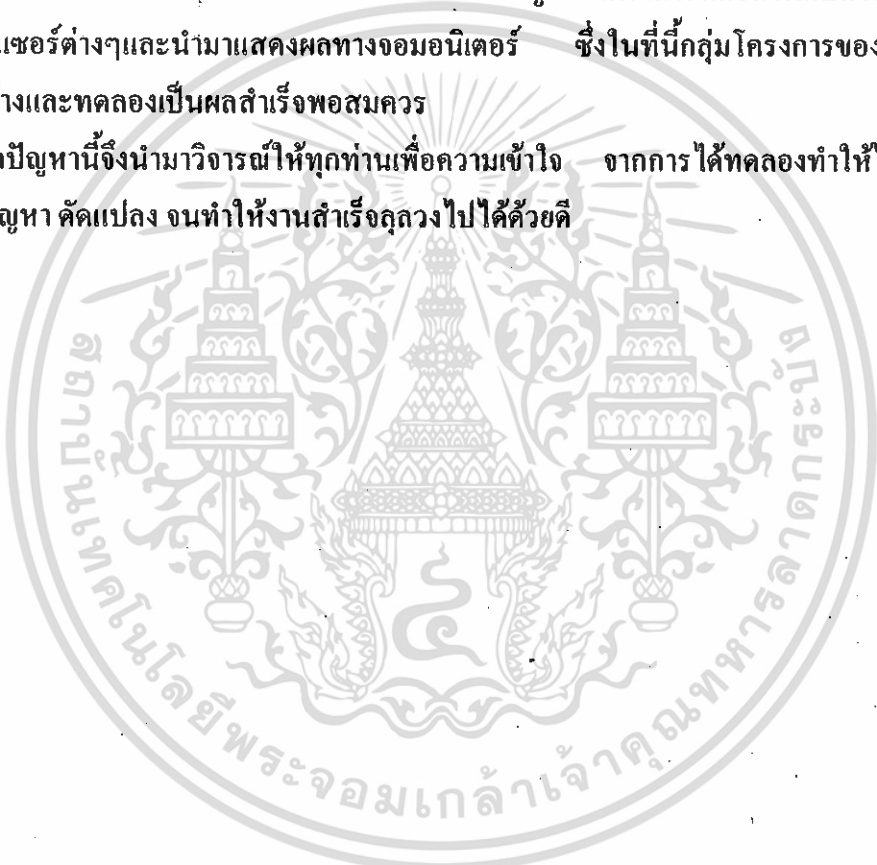 นเซอร์ต่างๆและนำมาแสดงผลทางจอมอนิเตอร์ ซึ่งในที่นี้กลุ่มโครงการของ
างและทดลองเป็นผลสำเร็จพอสมควร
ปัญหานี้จึงนำมาวิจารณ์ให้ทุกท่านเพื่อความเข้าใจ จากการได้ทดลองทำให้
ญหา ดัดแปลง จนทำให้งานสำเร็จลุลวงไปได้ด้วยดี
สถาบันเทคโนโลยีพระจอมเกล้าเจ้าคุณทหารลาดกระบัง
๔